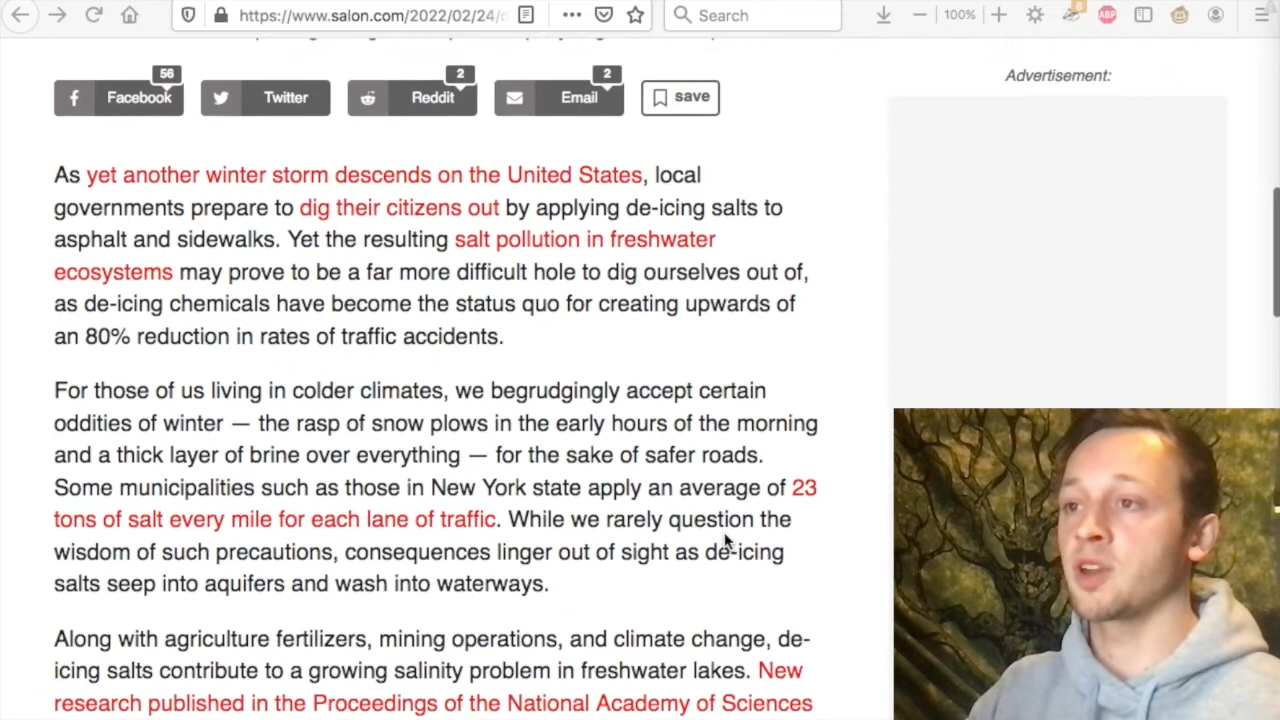 https://www.salon.com/2022/02/24/d
Search
100%
8
ABP
56
2
2
Facebook
Twitter
Reddit
Email
save
Advertisement:
As yet another winter storm descends on the United States, local
governments prepare to dig their citizens out by applying de-icing salts to
asphalt and sidewalks. Yet the resulting salt pollution in freshwater
ecosystems may prove to be a far more difficult hole to dig ourselves out of,
as de-icing chemicals have become the status quo for creating upwards of
an 80% reduction in rates of traffic accidents.
For those of us living in colder climates, we begrudgingly accept certain
oddities of winter — the rasp of snow plows in the early hours of the morning
and a thick layer of brine over everything — for the sake of safer roads.
Some municipalities such as those in New York state apply an average of 23
tons of salt every mile for each lane of traffic. While we rarely question the
wisdom of such precautions, consequences linger out of sight as de-icing
salts seep into aquifers and wash into waterways.
Along with agriculture fertilizers, mining operations, and climate change, de-
icing salts contribute to a growing salinity problem in freshwater lakes. New
research published in the Proceedings of the National Academy of Sciences